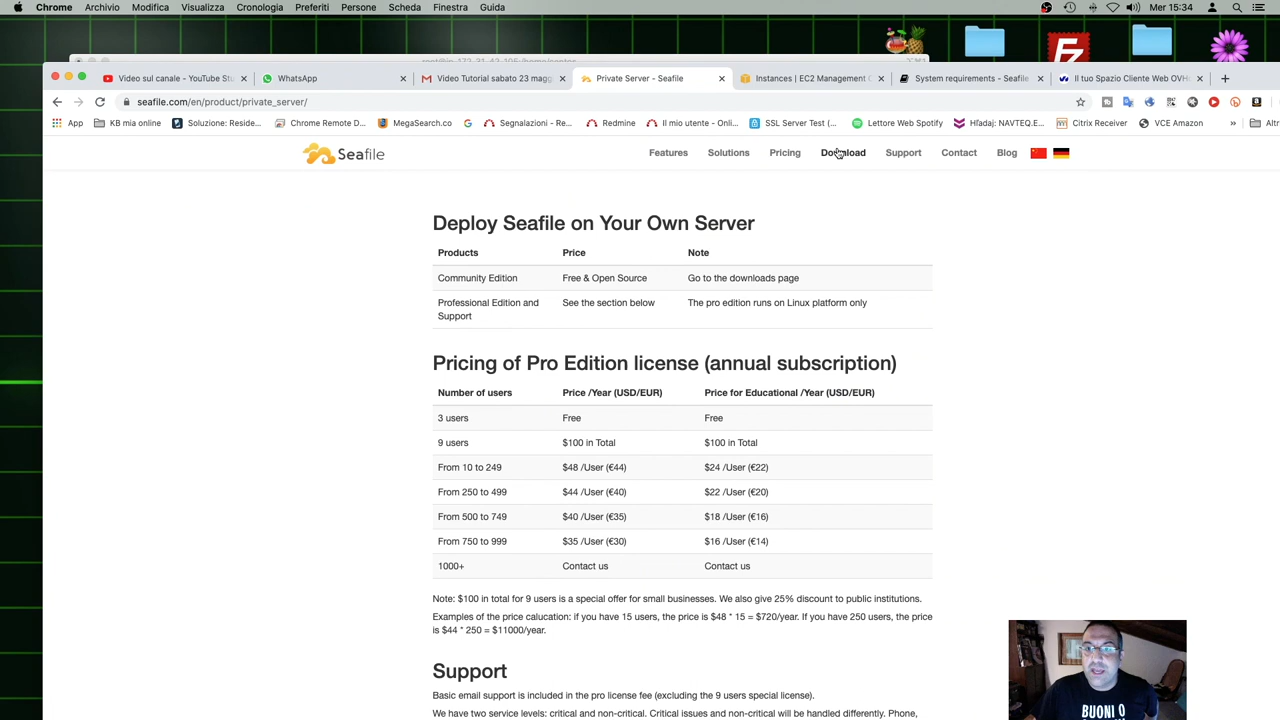 Chrome Archivio Modifica Visualizza Cronologia Preferiti Persone Scheda Finestra Guida Mer 15:34
Video sul canale - YouTube Stu WhatsApp Video Tutorial sabato 23 magg Private Server - Seafile Instances | EC2 Management C System requirements - Seafile Il tuo Spazio Cliente Web OVH
seafile.com/en/product/private_server/
App KB mia online Soluzione: Reside... Chrome Remote D... MegaSearch.co Segnalazioni - Re... Redmine Il mio utente - Onli... SSL Server Test (... Lettore Web Spotify Hľadaj: NAVTEQ.E... Citrix Receiver VCE Amazon » Altr
Seafile Features Solutions Pricing Download Support Contact Blog
Deploy Seafile on Your Own Server
Products Price Note
Community Edition Free & Open Source Go to the downloads page
Professional Edition and See the section below The pro edition runs on Linux platform only
Support
Pricing of Pro Edition license (annual subscription)
Number of users Price /Year (USD/EUR) Price for Educational /Year (USD/EUR)
3 users Free Free
9 users $100 in Total $100 in Total
From 10 to 249 $48 /User (€44) $24 /User (€22)
From 250 to 499 $44 /User (€40) $22 /User (€20)
From 500 to 749 $40 /User (€35) $18 /User (€16)
From 750 to 999 $35 /User (€30) $16 /User (€14)
1000+ Contact us Contact us
Note: $100 in total for 9 users is a special offer for small businesses. We also give 25% discount to public institutions.
Examples of the price calucation: if you have 15 users, the price is $48 * 15 = $720/year. If you have 250 users, the price
is $44 * 250 = $11000/year.
Support
Basic email support is included in the pro license fee (excluding the 9 users special license).
We have two service levels: critical and non-critical. Critical issues and non-critical will be handled differently. Phone,
BUONI O